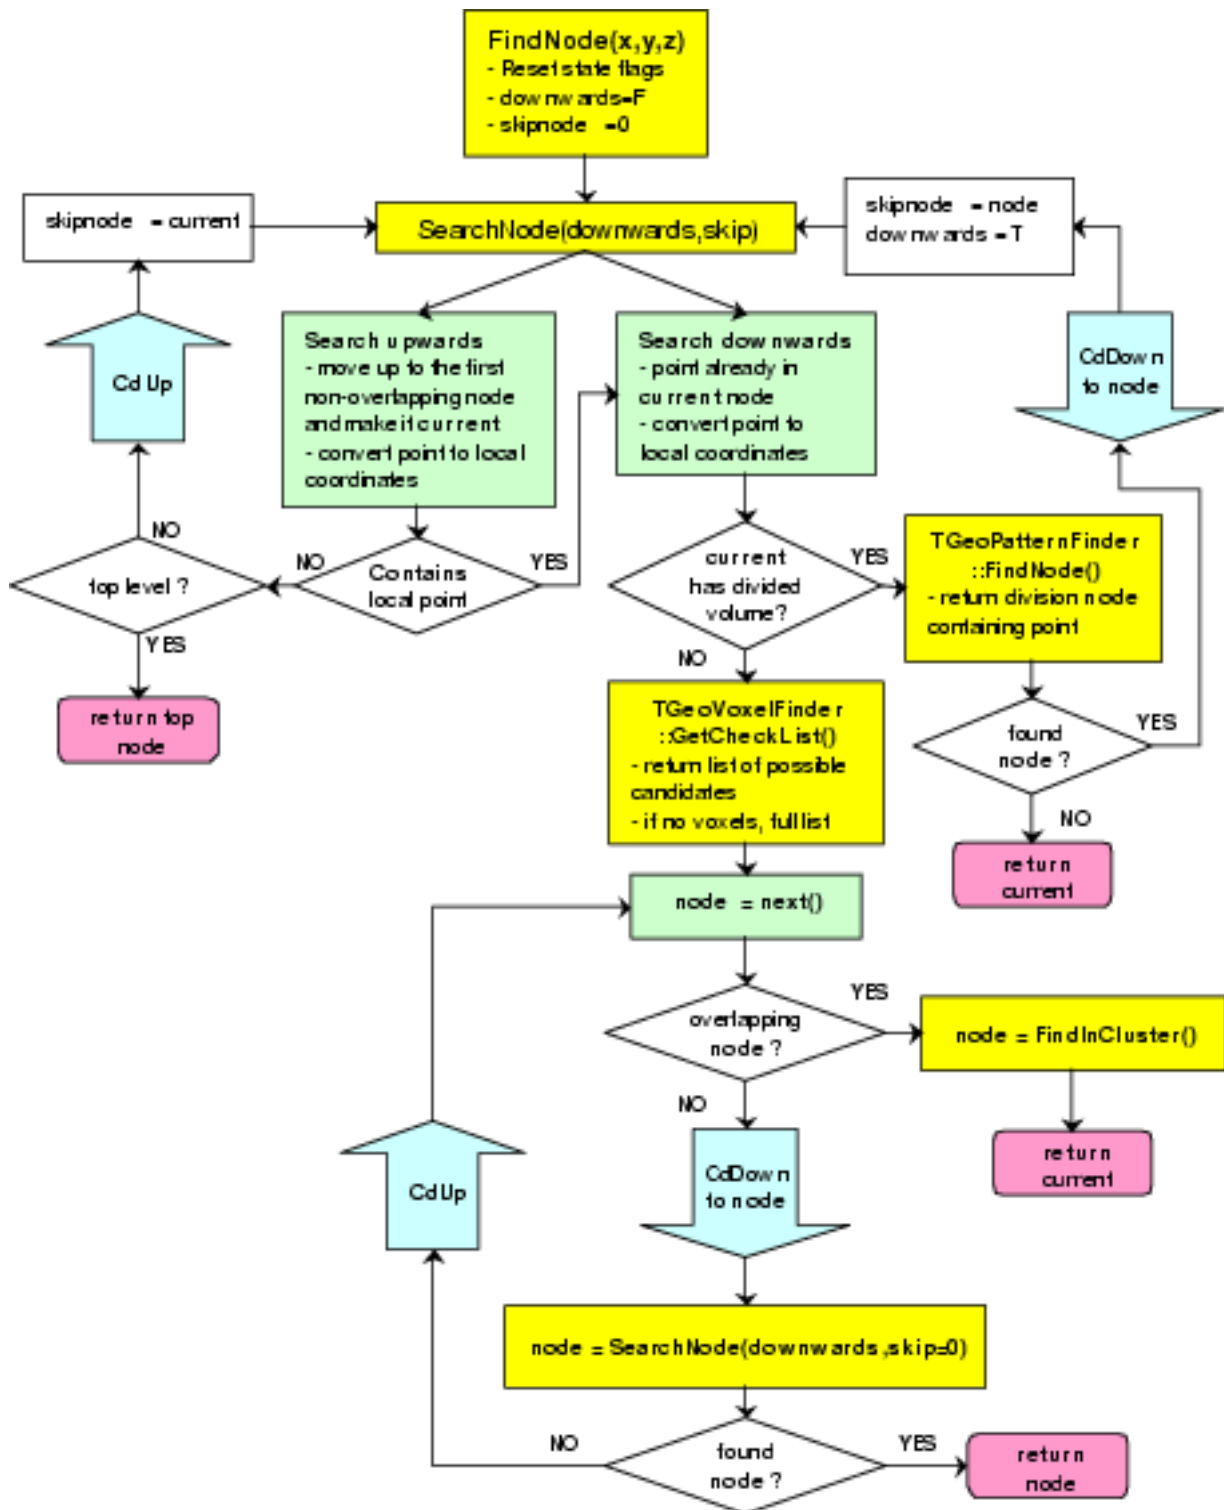 FindNode(x,y,z)
- Reset state flags
- downwards=F
- skipnode =0
skipnode = current
SearchNode(downwards,skip)
skipnode = node
downwards = T
CdUp
Search upwards
- move up to the first
non-overlapping node
and make it current
- convert point to local
coordinates
Search downwards
- point already in
current node
- convert point to
local coordinates
CdDown
to node
NO
top level ?
YES
NO
Contains
local point
YES
current
has divided
volume?
YES
NO
TGeoPatternFinder
::FindNode()
- return division node
containing point
return top
node
TGeoVoxelFinder
::GetCheckList()
- return list of possible
candidates
- if no voxels, full list
found
node ?
YES
NO
return
current
node = next()
overlapping
node ?
YES
NO
node = FindInCluster()
return
current
CdUp
CdDown
to node
node = SearchNode(downwards,skip=0)
NO
found
node ?
YES
return
node